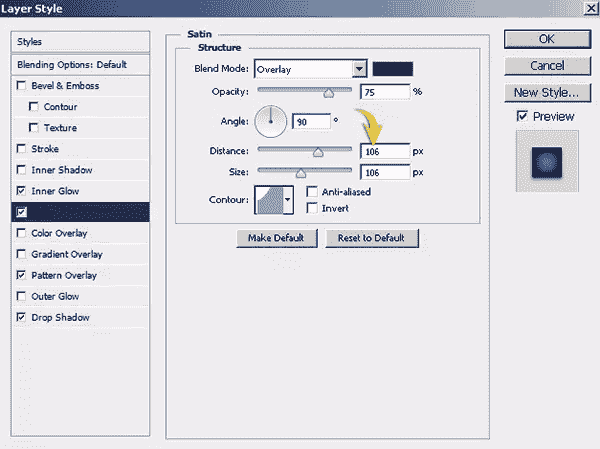 Layer Style
Styles
Blending Options: Default
Bevel & Emboss
Contour
Texture
Stroke
Inner Shadow
Inner Glow
Color Overlay
Gradient Overlay
Pattern Overlay
Outer Glow
Drop Shadow
Satin
Structure
Blend Mode: Overlay
Opacity: 75 %
Angle: 90 °
Distance: 106 px
Size: 106 px
Contour: Anti-aliased
Invert
Make Default Reset to Default
OK
Cancel
New Style...
Preview